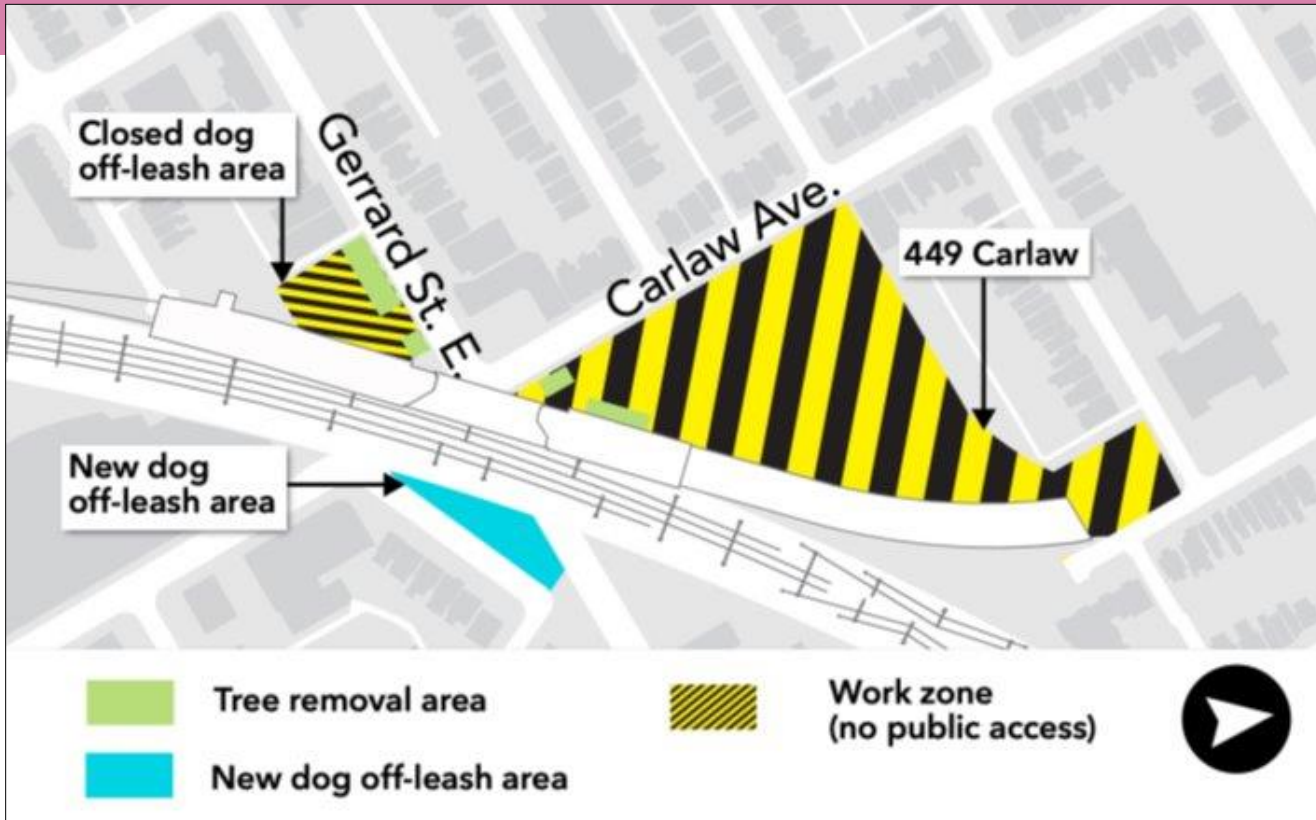 Closed dog
off-leash area
Gerrard St. E.
Carlaw Ave.
449 Carlaw
New dog
off-leash area
Tree removal area
Work zone
(no public access)
New dog off-leash area